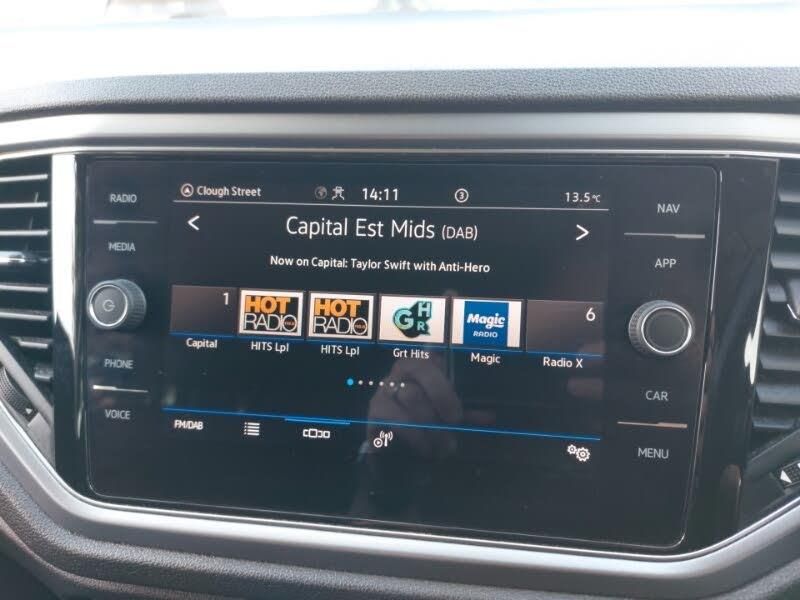 Clough Street 14:11 3 13.5°C
RADIO
MEDIA
PHONE
VOICE
< Capital Est Mids (DAB) >
Now on Capital: Taylor Swift with Anti-Hero
1 HOT RADIO HOT RADIO GHR Magic RADIO 6
Capital HITS Lpl HITS Lpl Grt Hits Magic Radio X
FM/DAB
NAV
APP
CAR
MENU